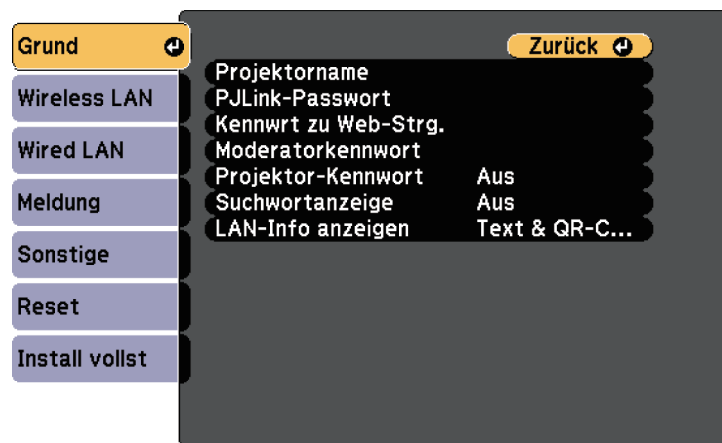 Grund
Wireless LAN
Wired LAN
Meldung
Sonstige
Reset
Install vollst
Zurück
Projektorname
PJLink-Passwort
Kennwrt zu Web-Strg.
Moderatorkennwort
Projektor-Kennwort Aus
Suchwortanzeige Aus
LAN-Info anzeigen Text & QR-C...